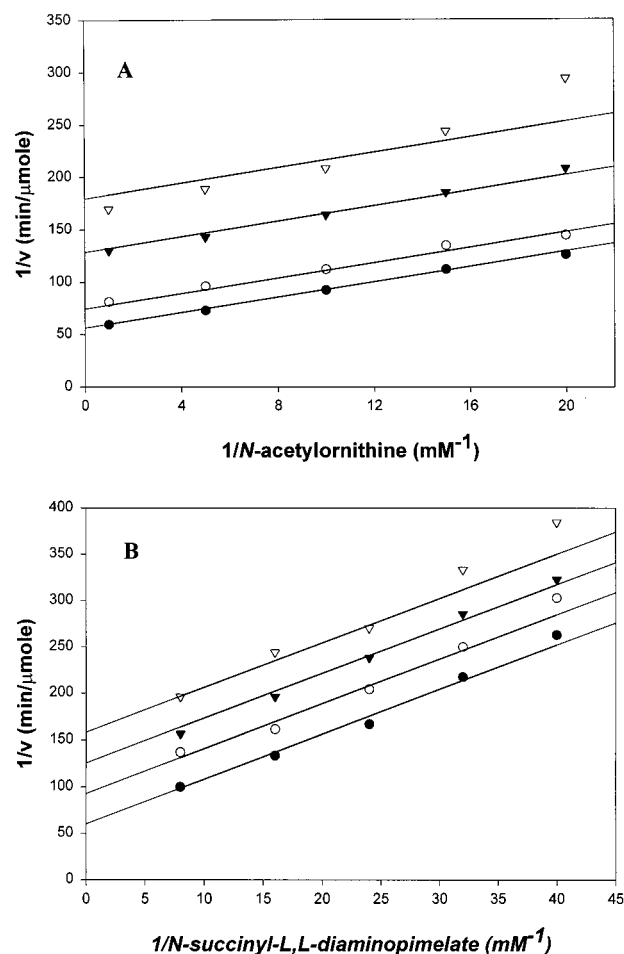 A
350
300
250
200
150
100
50
0
1/v (min/μmole)
0 4 8 12 16 20
1/N-acetylornithine (mM⁻¹)
B
400
350
300
250
200
150
100
50
0
1/v (min/μmole)
0 5 10 15 20 25 30 35 40 45
1/N-succinyl-L,L-diaminopimelate (mM⁻¹)